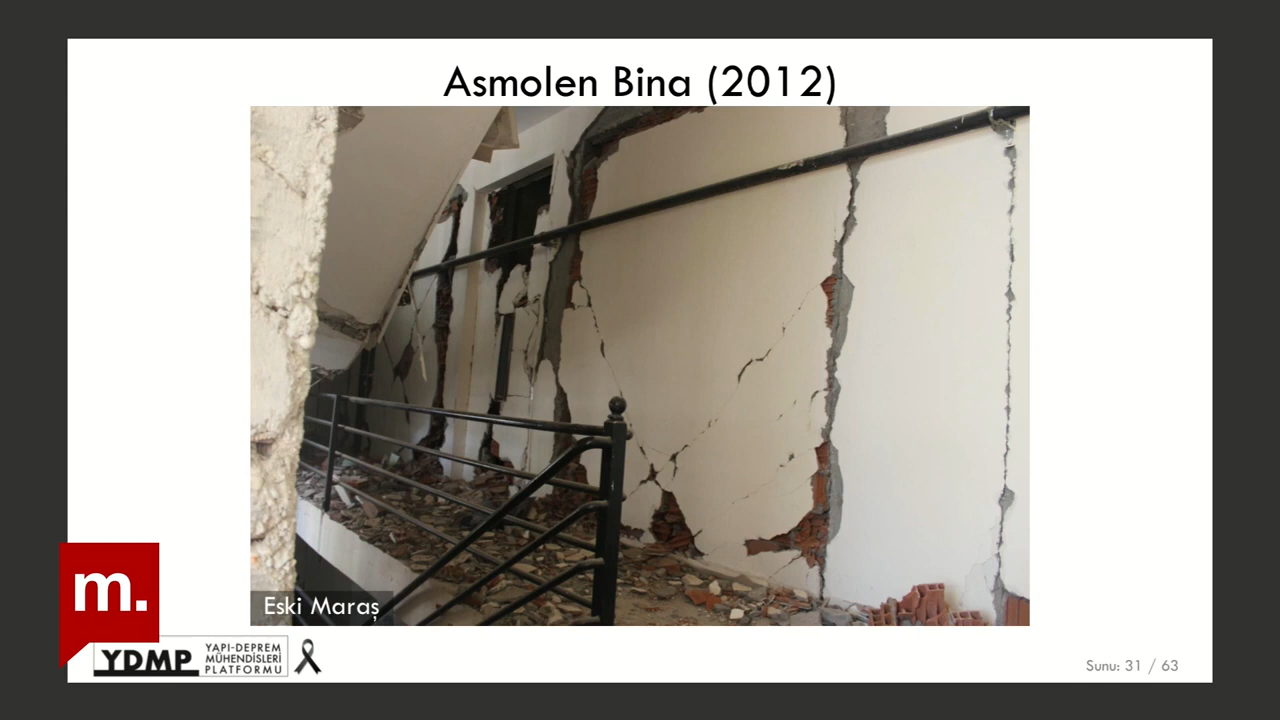 Asmolen Bina (2012)
Eski Maraş
m.
YDMP
YAPI-DEPREM
MÜHENDİSLERİ
PLATFORMU
Sunu: 31 / 63